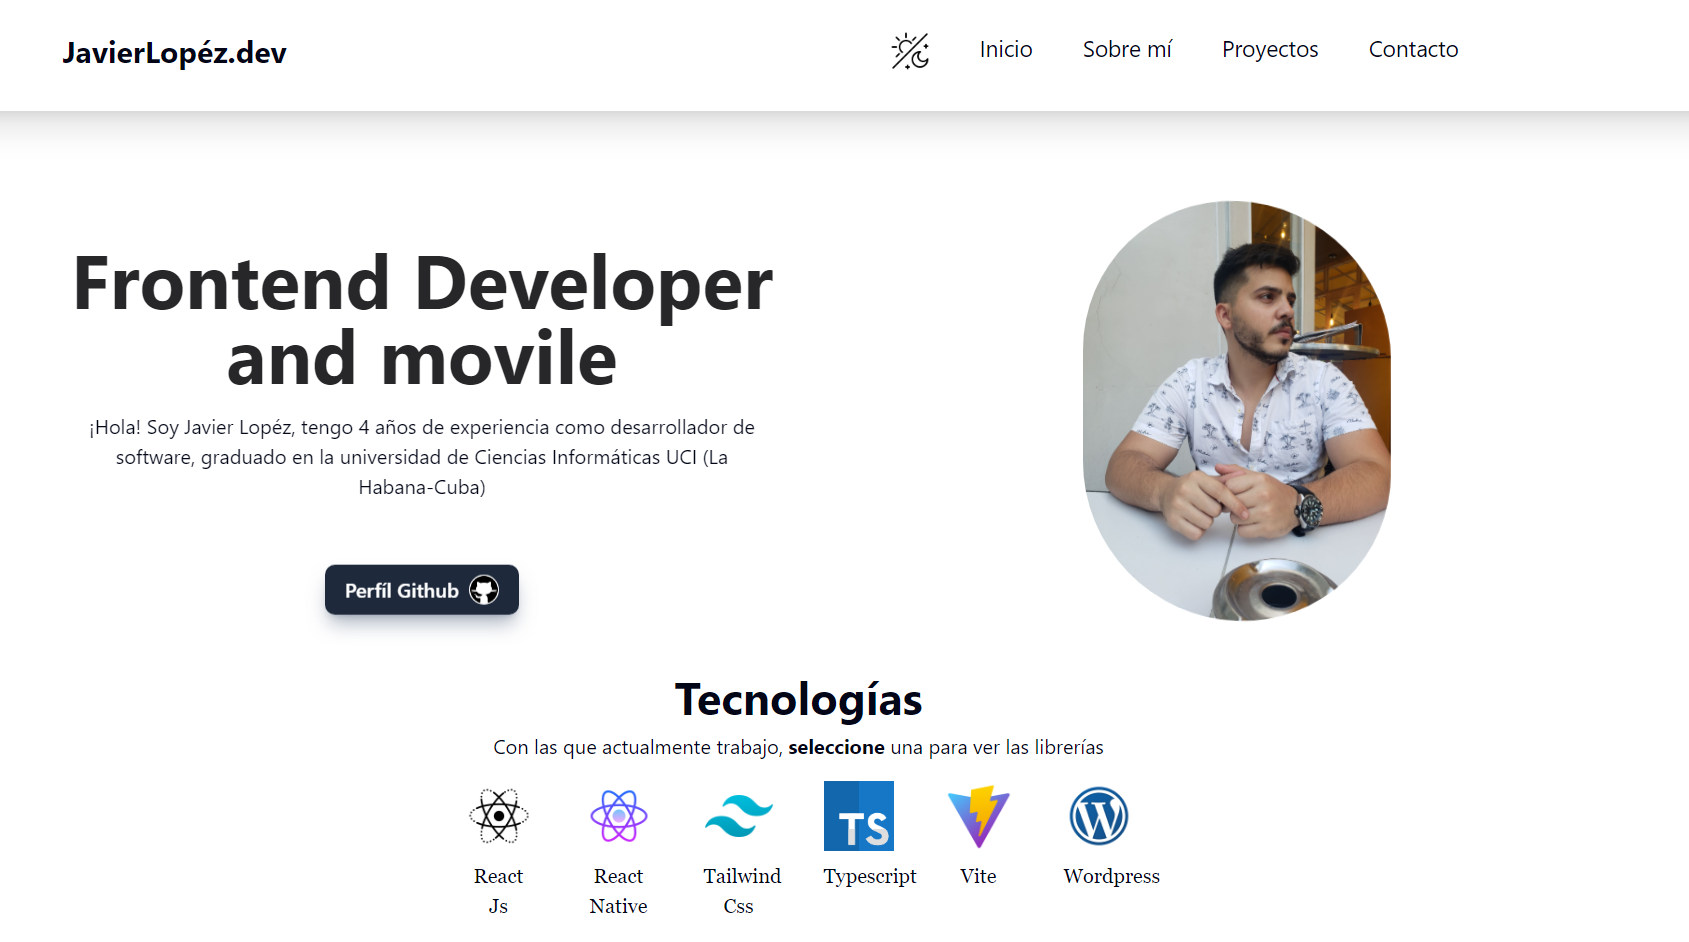 JavierLopéz.dev
Inicio Sobre mí Proyectos Contacto
Frontend Developer
and movile
¡Hola! Soy Javier Lopéz, tengo 4 años de experiencia como desarrollador de
software, graduado en la universidad de Ciencias Informáticas UCI (La
Habana-Cuba)
Perfíl Github
Tecnologías
Con las que actualmente trabajo, seleccione una para ver las librerías
TS
React
Js
React
Native
Tailwind
Css
Typescript
Vite
Wordpress